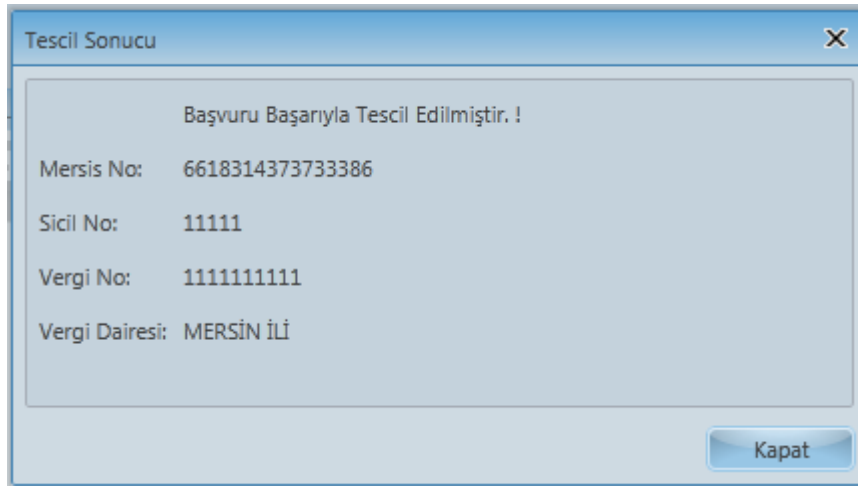 Tescil Sonucu
Başvuru Başarıyla Tescil Edilmiştir. !
Mersis No: 6618314373733386
Sicil No: 11111
Vergi No: 1111111111
Vergi Dairesi: MERSİN İLİ
Kapat